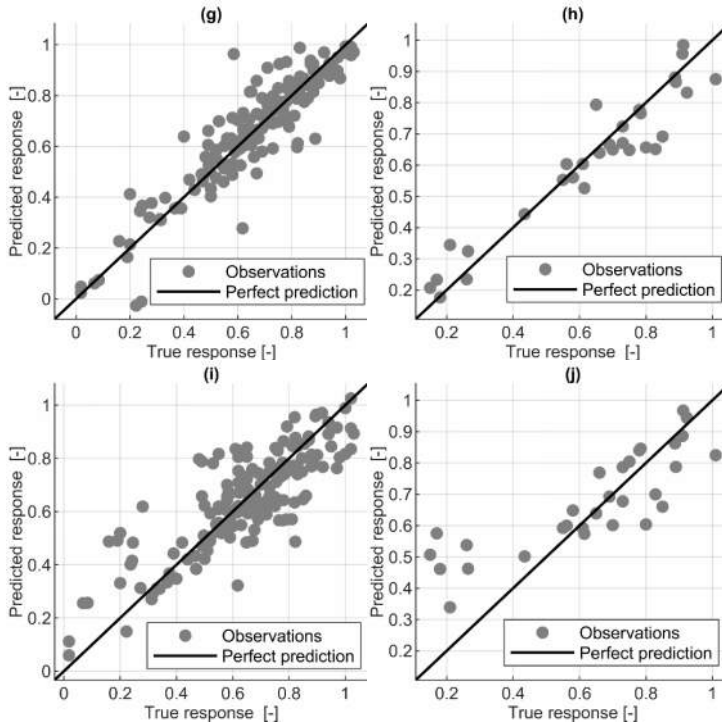 (g)
Predicted response [-]
1
0.8
0.6
0.4
0.2
0
Observations
Perfect prediction
0 0.2 0.4 0.6 0.8 1
True response [-]
(h)
Predicted response [-]
1
0.9
0.8
0.7
0.6
0.5
0.4
0.3
0.2
Observations
Perfect prediction
0.2 0.4 0.6 0.8 1
True response [-]
(i)
Predicted response [-]
1
0.8
0.6
0.4
0.2
0
Observations
Perfect prediction
0 0.2 0.4 0.6 0.8 1
True response [-]
(j)
Predicted response [-]
1
0.9
0.8
0.7
0.6
0.5
0.4
0.3
0.2
Observations
Perfect prediction
0.2 0.4 0.6 0.8 1
True response [-]